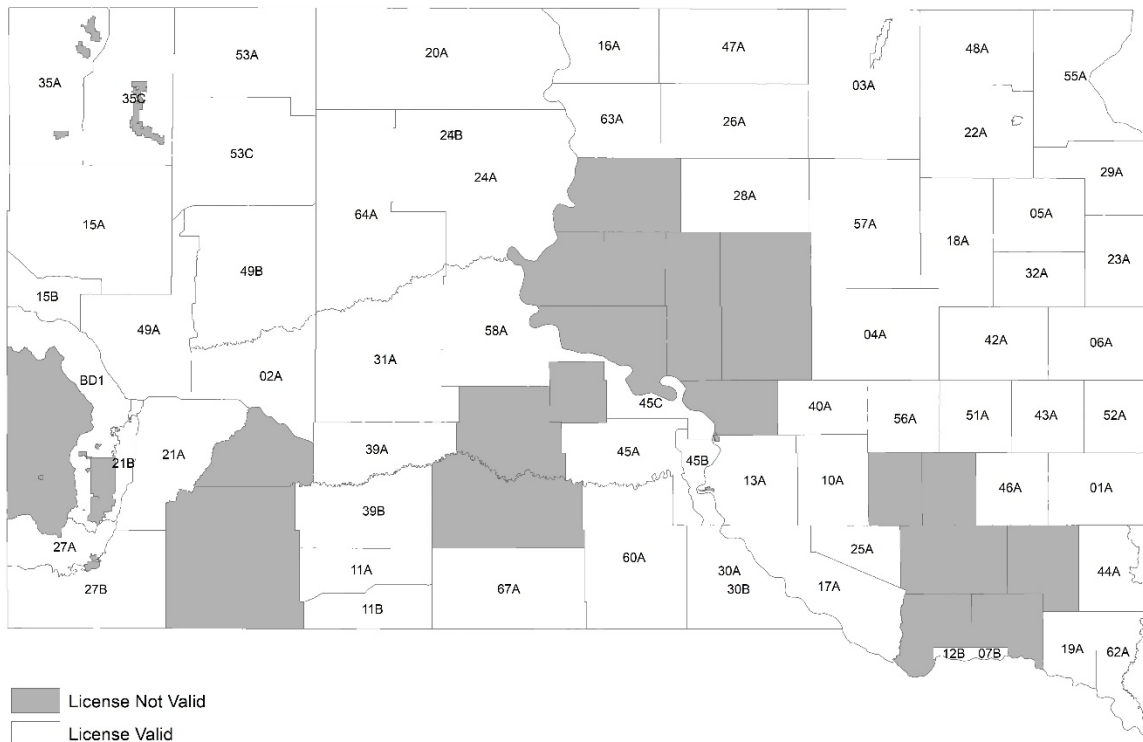 16A
47A
48A
53A
20A
55A
35A
03A
35C
63A
26A
24B
22A
53C
29A
24A
28A
05A
64A
15A
57A
18A
23A
49B
32A
15B
49A
58A
04A
42A
06A
31A
BD1
02A
45C
40A
56A
51A
43A
52A
39A
45A
21A
21B
45B
13A
10A
46A
01A
39B
27A
25A
11A
30A
44A
27B
67A
60A
30B
17A
11B
12B
07B
19A
62A
License Not Valid
License Valid